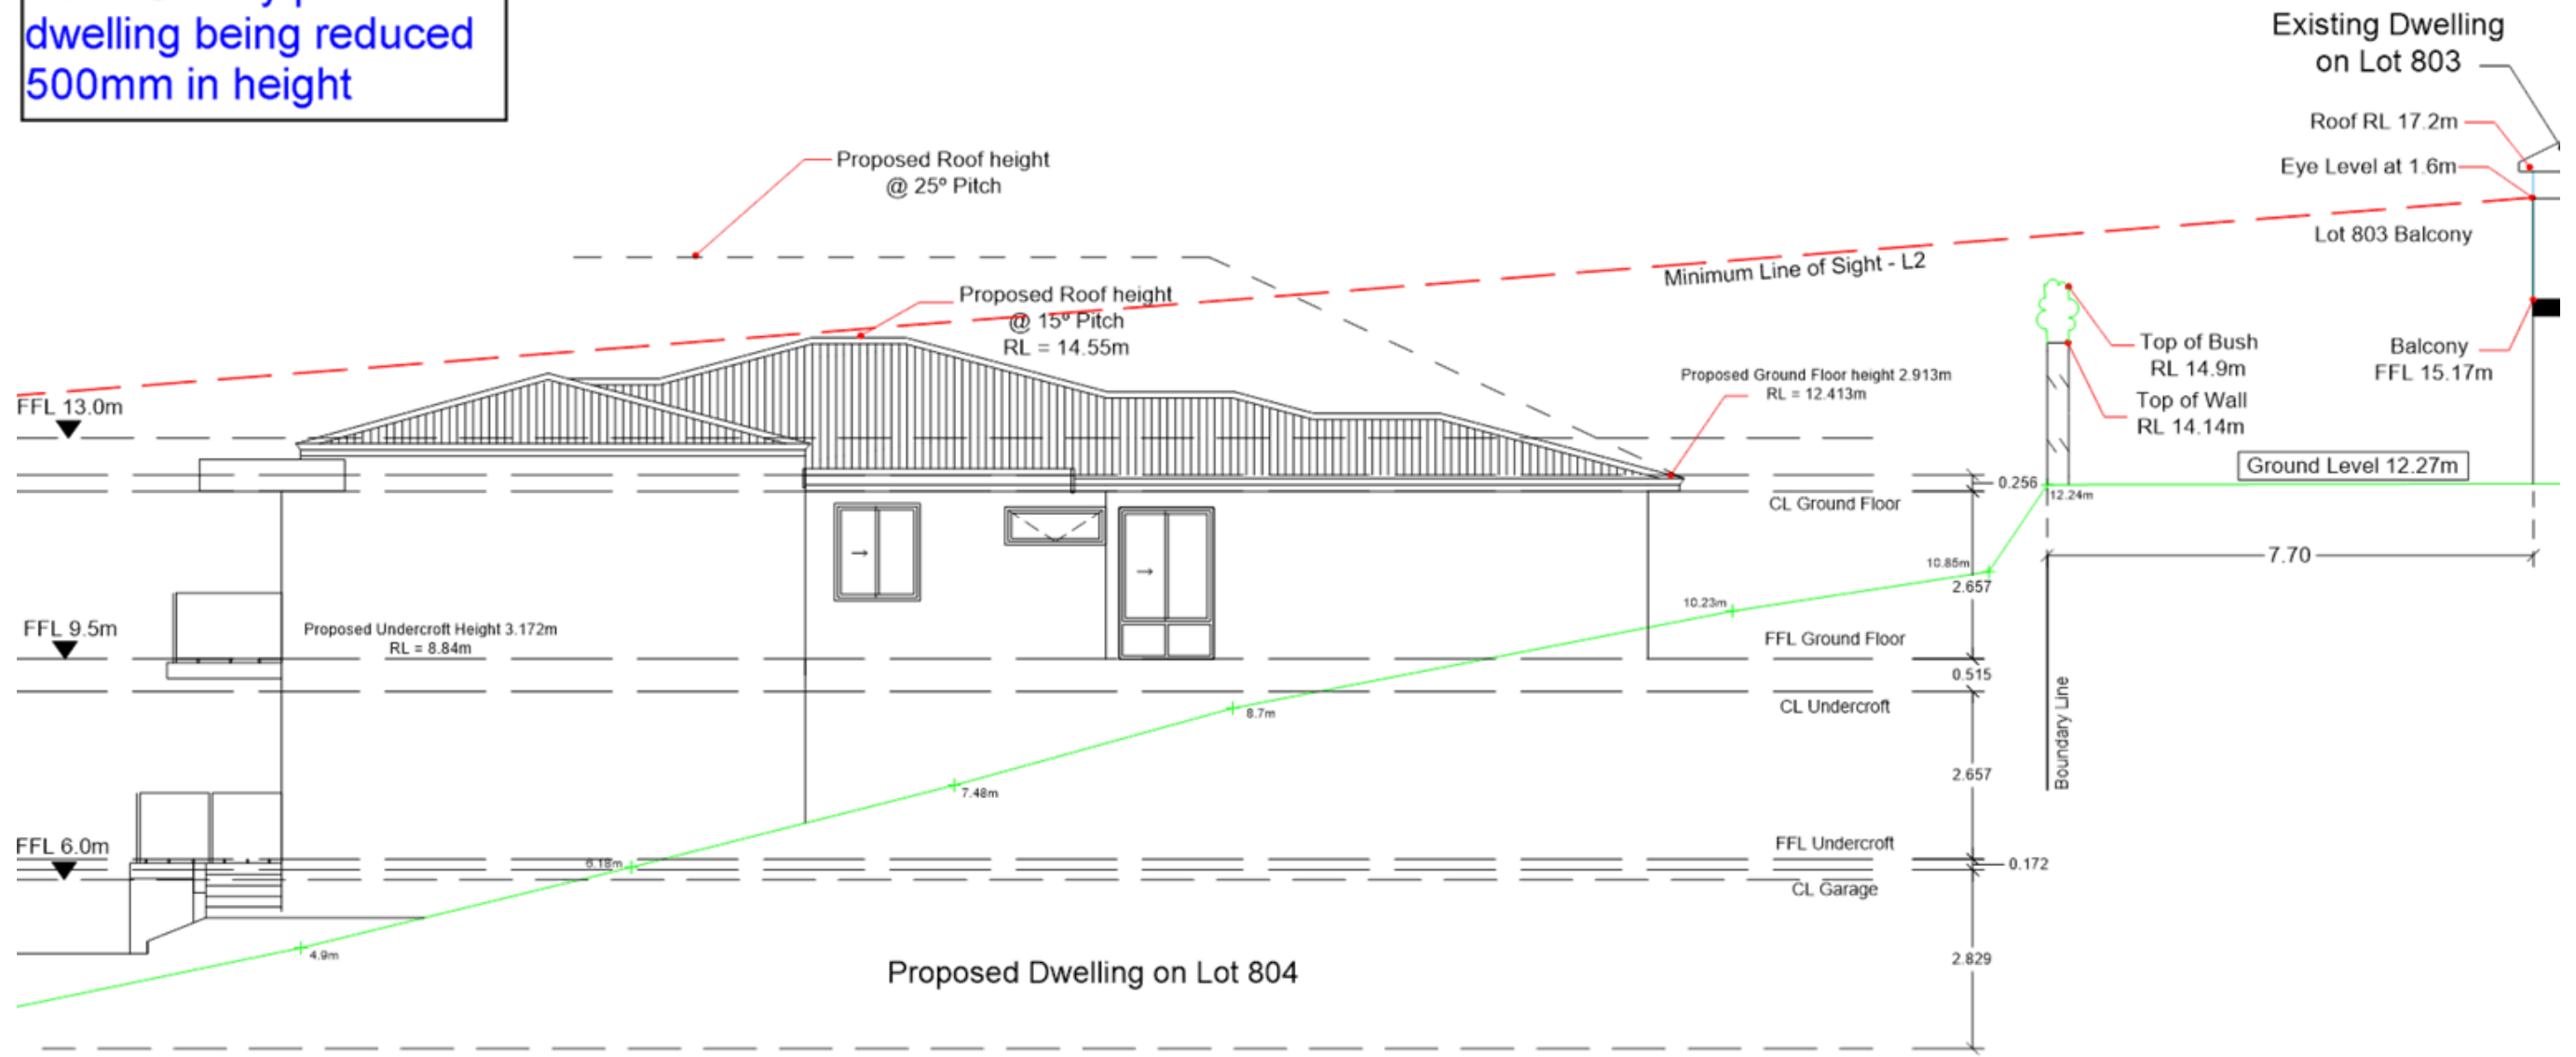 dwelling being reduced
500mm in height
Existing Dwelling
on Lot 803
Roof RL 17.2m
Eye Level at 1.6m
Lot 803 Balcony
Proposed Roof height
@ 25º Pitch
Minimum Line of Sight - L2
Proposed Roof height
@ 15º Pitch
RL = 14.55m
Top of Bush
RL 14.9m
Balcony
FFL 15.17m
Top of Wall
RL 14.14m
Proposed Ground Floor height 2.913m
RL = 12.413m
FFL 13.0m
Ground Level 12.27m
0.256
12.24m
CL Ground Floor
7.70
10.85m
2.657
10.23m
FFL 9.5m
Proposed Undercroft Height 3.172m
RL = 8.84m
FFL Ground Floor
0.515
CL Undercroft
8.7m
Boundary Line
2.657
7.48m
FFL 6.0m
FFL Undercroft
6.18m
0.172
CL Garage
4.9m
2.829
Proposed Dwelling on Lot 804